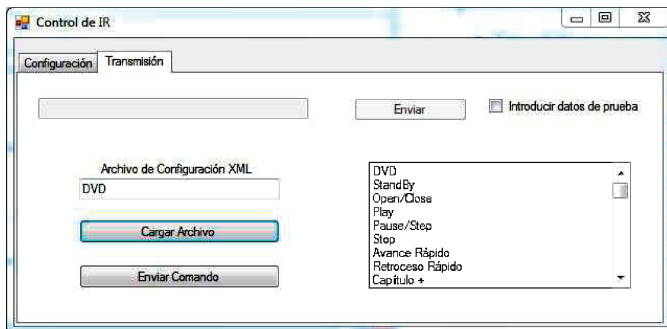 Control de IR
Configuración
Transmisión
Enviar
Introducir datos de prueba
Archivo de Configuración XML
DVD
Cargar Archivo
Enviar Comando
DVD
StandBy
Open/Close
Play
Pause/Step
Stop
Avance Rápido
Retroceso Rápido
Capítulo +